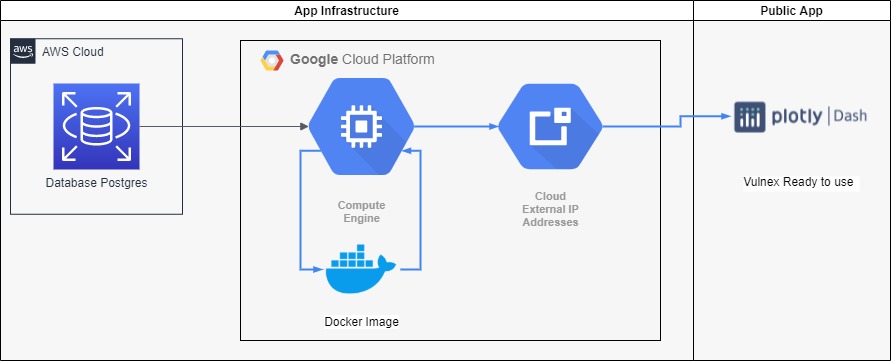 App Infrastructure
Public App
aws
AWS Cloud
Google Cloud Platform
Database Postgres
Compute
Engine
Cloud
External IP
Addresses
plotly | Dash
Vulnex Ready to use
Docker Image